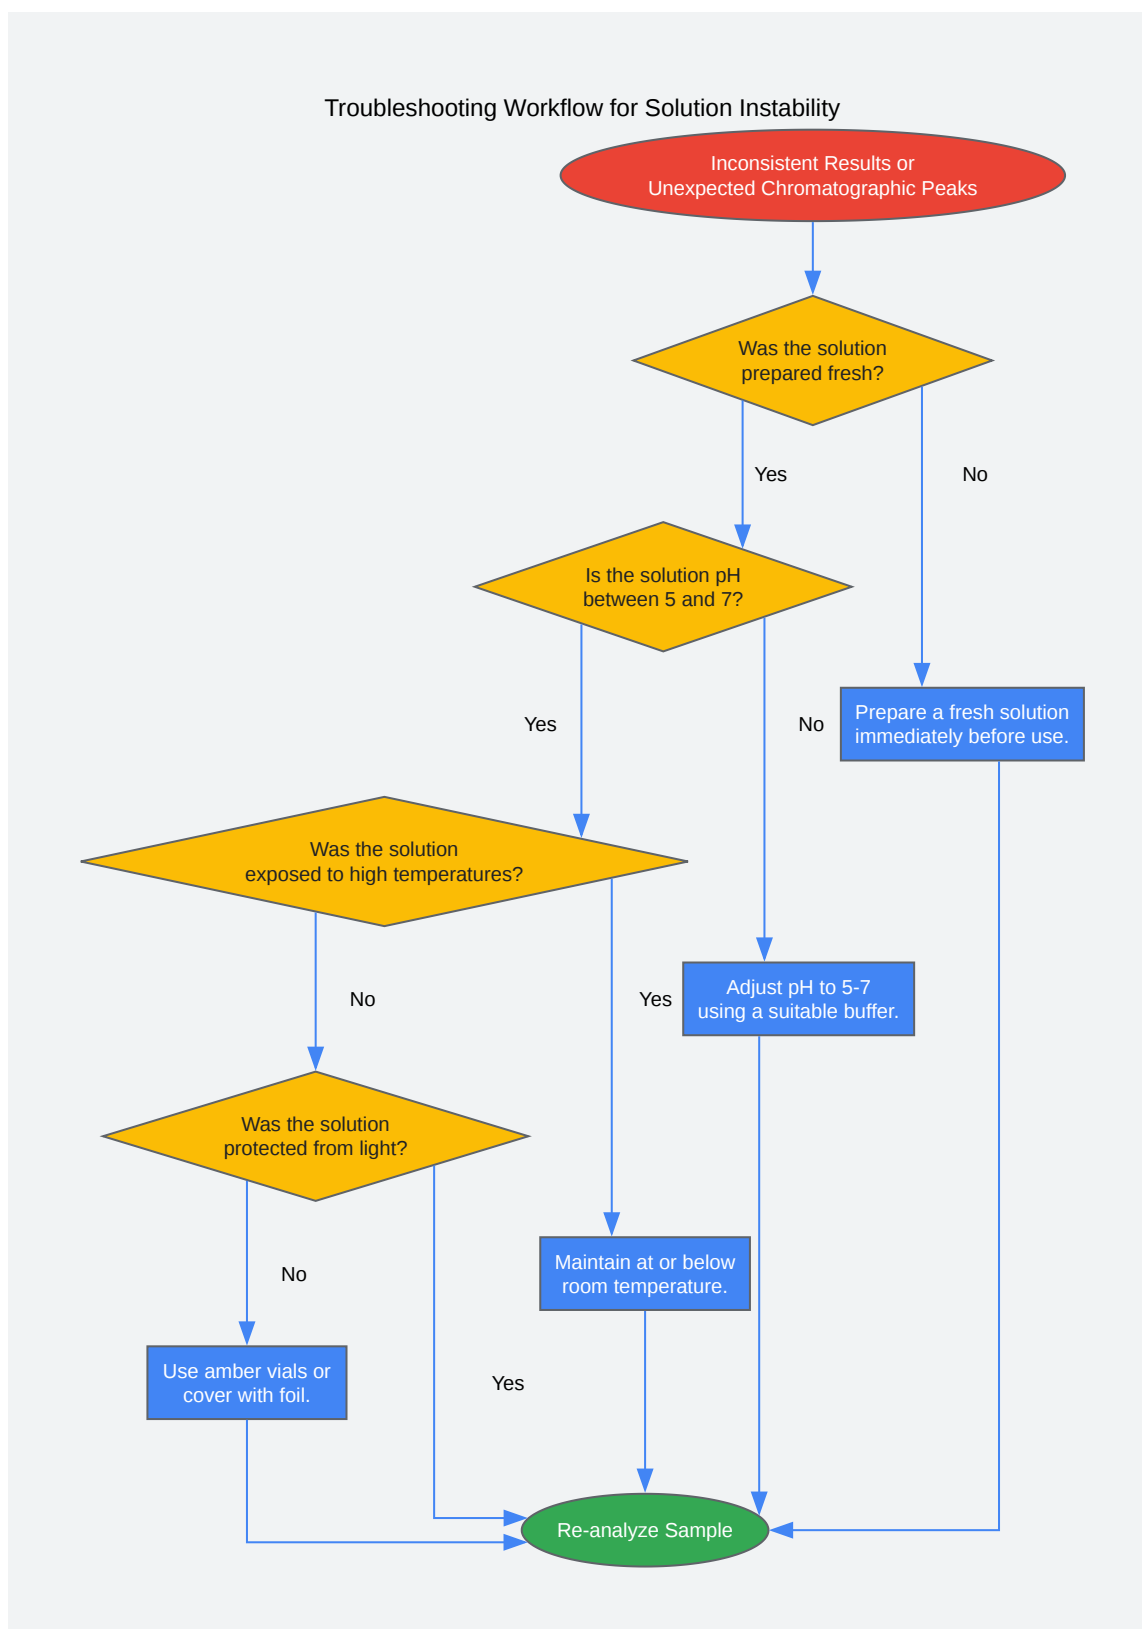 Troubleshooting Workflow for Solution Instability
Inconsistent Results or
Unexpected Chromatographic Peaks
Was the solution
prepared fresh?
Yes
No
Is the solution pH
between 5 and 7?
Prepare a fresh solution
immediately before use.
Yes
No
Was the solution
exposed to high temperatures?
Adjust pH to 5-7
using a suitable buffer.
No
Yes
Was the solution
protected from light?
Maintain at or below
room temperature.
No
Use amber vials or
cover with foil.
Yes
Re-analyze Sample